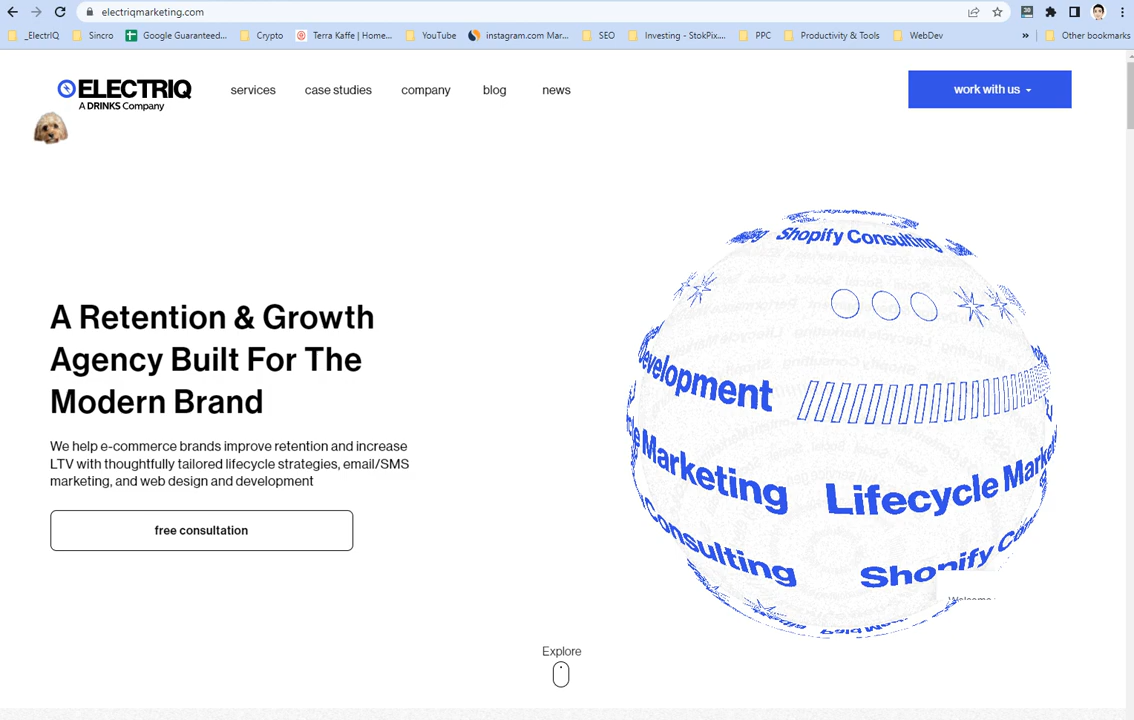 electriqmarketing.com
_ElectrIQ
Sincro
Google Guaranteed...
Crypto
Terra Kaffe | Home...
YouTube
instagram.com Mar...
SEO
Investing - StokPix....
PPC
Productivity & Tools
WebDev
»
Other bookmarks
ELECTRIQ
A DRINKS Company
services
case studies
company
blog
news
work with us
Shopify Consulting
A Retention & Growth
Agency Built For The
Modern Brand
evelopment
We help e-commerce brands improve retention and increase
LTV with thoughtfully tailored lifecycle strategies, email/SMS
marketing, and web design and development
e Marketing
Lifecycle Mark
free consultation
Consulting
Shopify Co
Welcome
Explore